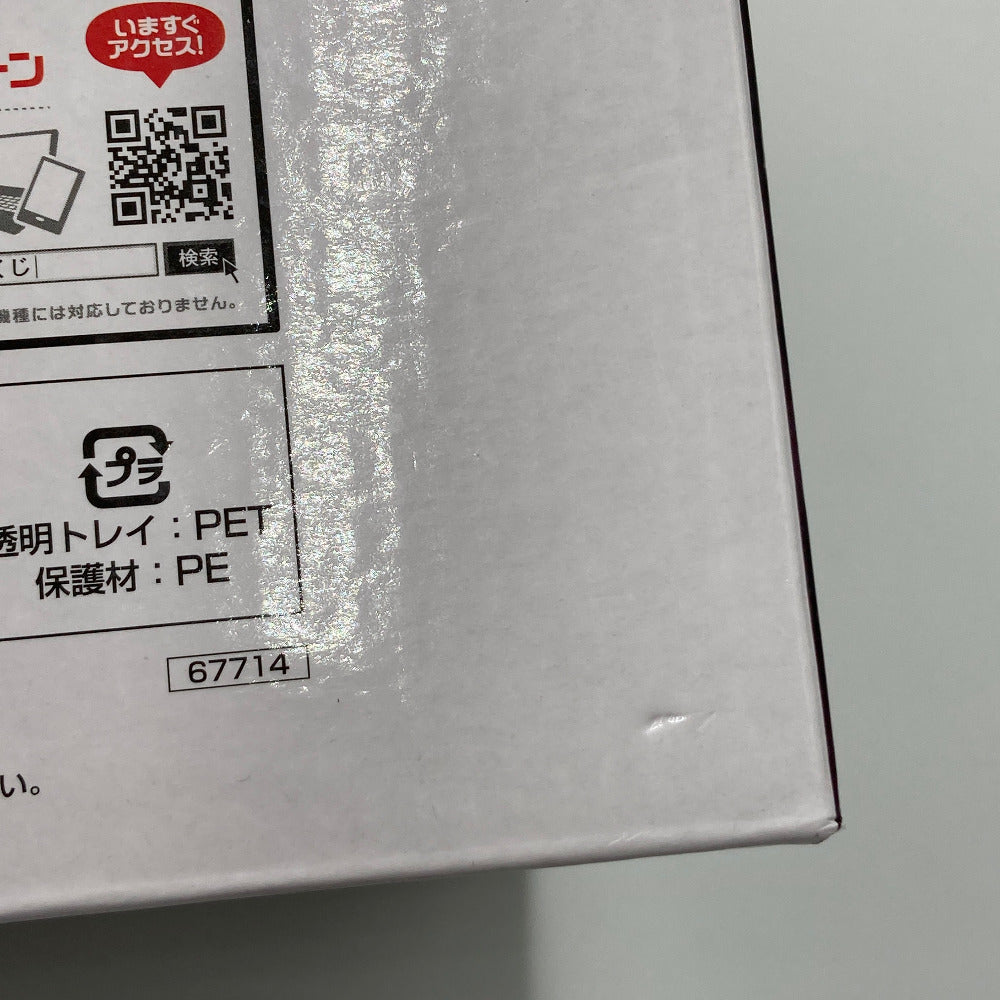 いますぐ
アクセス!
ーン
くじ
検索
機種には対応しておりません。
プラ
透明トレイ：PET
保護材：PE
67714
い。